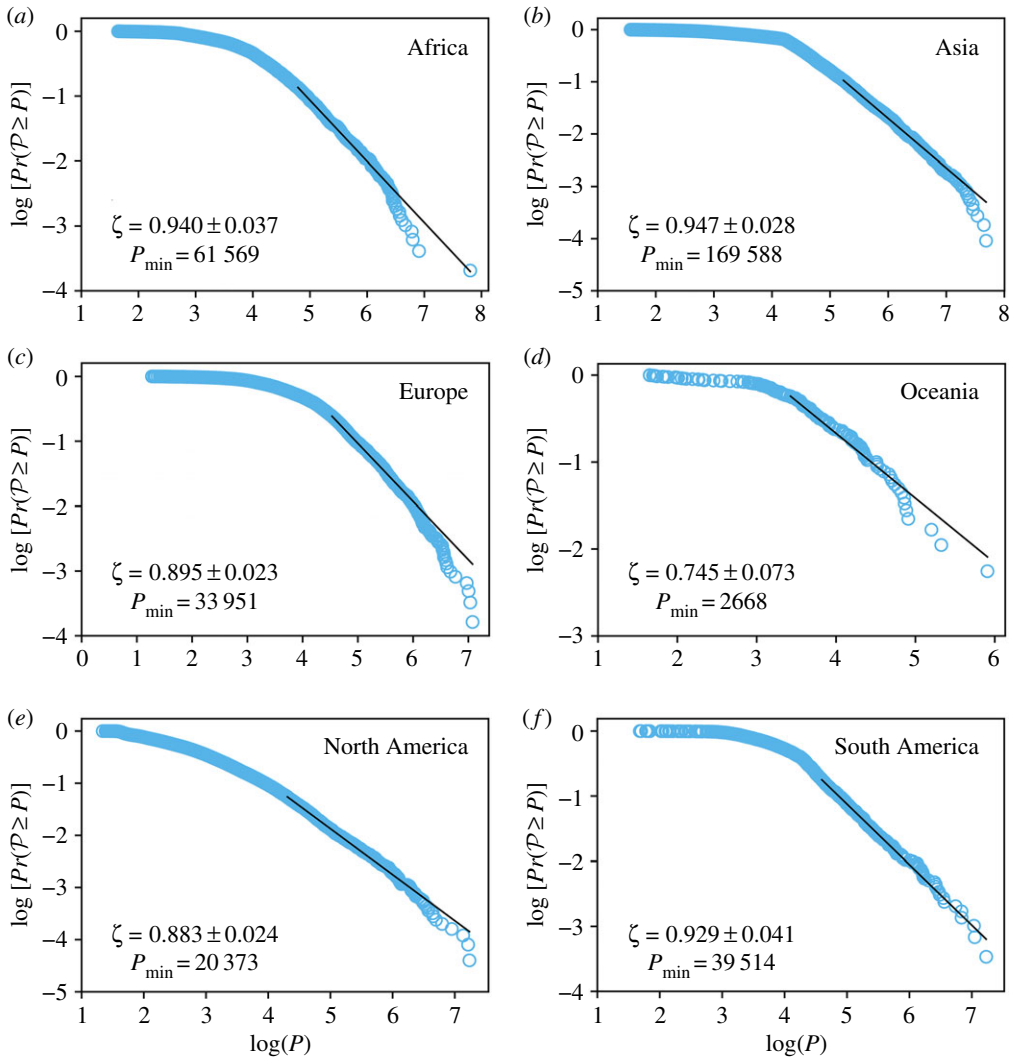 (a)
Africa
log [Pr(𝒫 ≥ P)]
0
−1
−2
−3
−4
ζ = 0.940 ± 0.037
P_min = 61 569
1 2 3 4 5 6 7 8
(b)
Asia
log [Pr(𝒫 ≥ P)]
0
−1
−2
−3
−4
−5
ζ = 0.947 ± 0.028
P_min = 169 588
1 2 3 4 5 6 7 8
(c)
Europe
log [Pr(𝒫 ≥ P)]
0
−1
−2
−3
−4
ζ = 0.895 ± 0.023
P_min = 33 951
0 1 2 3 4 5 6 7
(d)
Oceania
log [Pr(𝒫 ≥ P)]
0
−1
−2
−3
ζ = 0.745 ± 0.073
P_min = 2668
1 2 3 4 5 6
(e)
North America
log [Pr(𝒫 ≥ P)]
0
−1
−2
−3
−4
−5
ζ = 0.883 ± 0.024
P_min = 20 373
1 2 3 4 5 6 7
log(P)
(f)
South America
log [Pr(𝒫 ≥ P)]
0
−1
−2
−3
−4
ζ = 0.929 ± 0.041
P_min = 39 514
1 2 3 4 5 6 7
log(P)